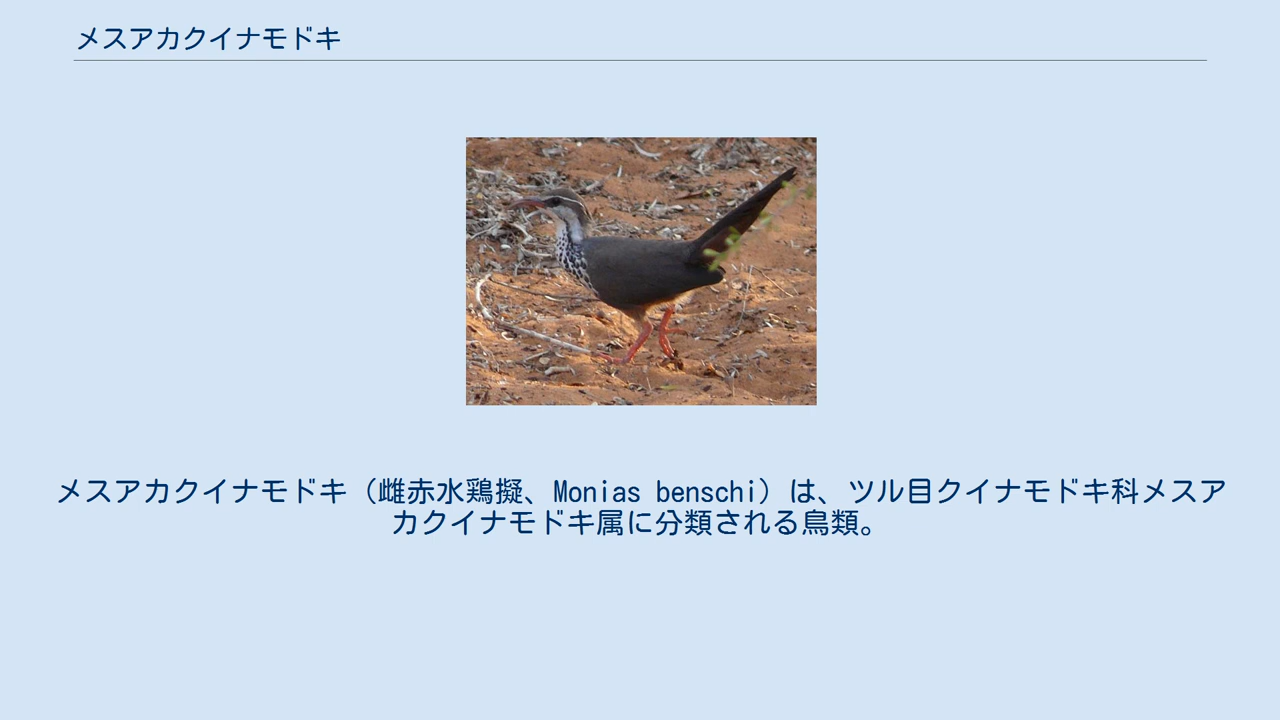 メスアカクイナモドキ
メスアカクイナモドキ（雌赤水鶏擬、Monias benschi）は、ツル目クイナモドキ科メスア
カクイナモドキ属に分類される鳥類。